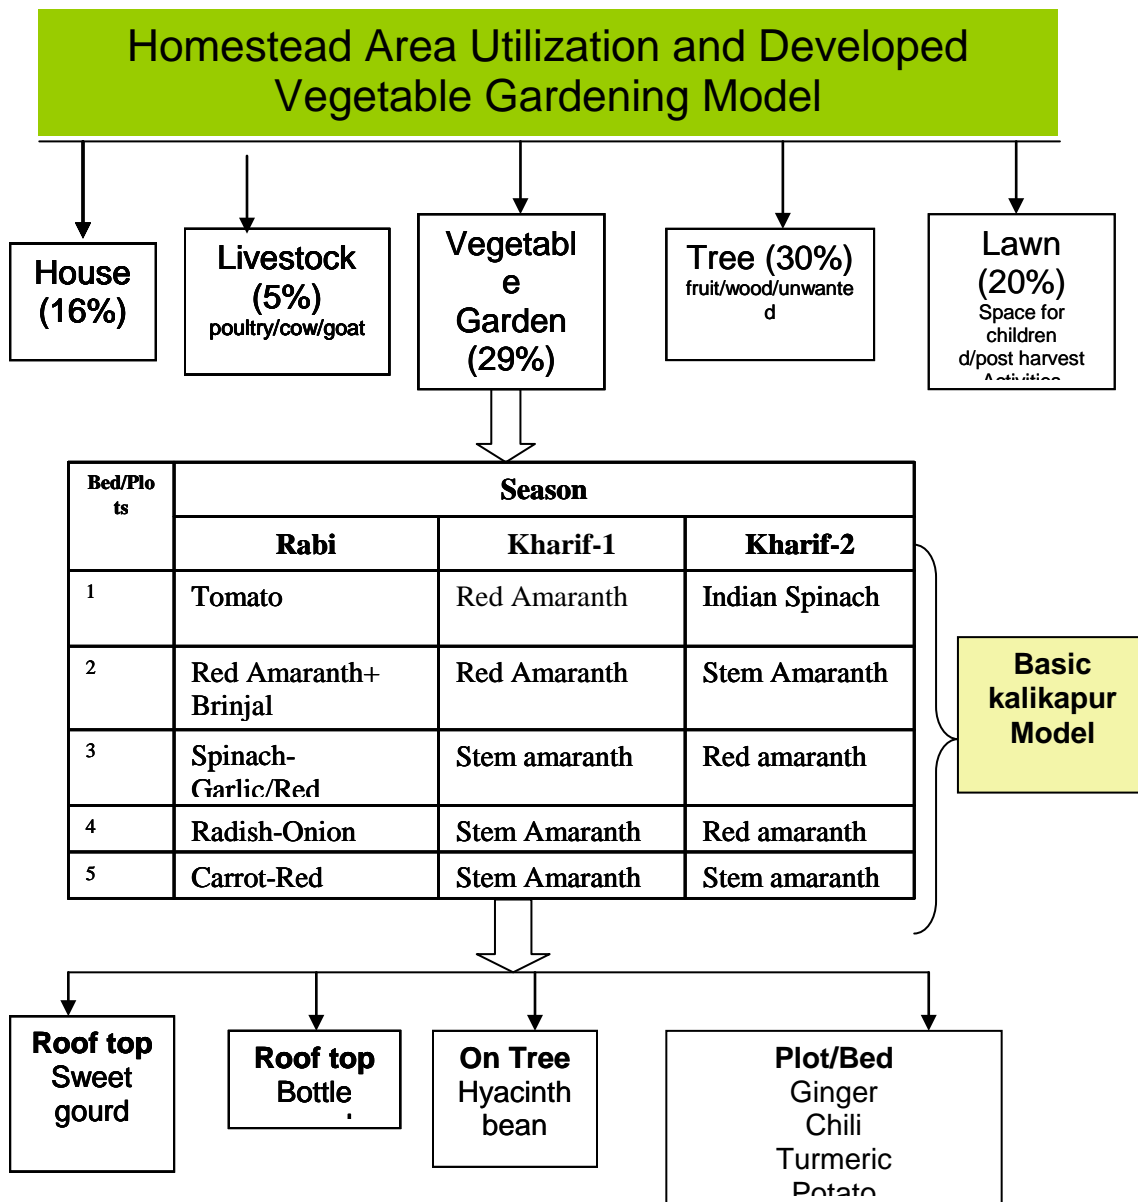 Homestead Area Utilization and Developed
Vegetable Gardening Model
House
(16%)
Livestock
(5%)
poultry/cow/goat
Vegetabl
e
Garden
(29%)
Tree (30%)
fruit/wood/unwante
d
Lawn
(20%)
Space for
children
d/post harvest
Activities
Bed/Plo
ts
Season
Rabi
Kharif-1
Kharif-2
1
Tomato
Red Amaranth
Indian Spinach
2
Red Amaranth+
Brinjal
Red Amaranth
Stem Amaranth
3
Spinach-
Garlic/Red
Stem amaranth
Red amaranth
4
Radish-Onion
Stem Amaranth
Red amaranth
5
Carrot-Red
Stem Amaranth
Stem amaranth
Basic
kalikapur
Model
Roof top
Sweet
gourd
Roof top
Bottle
On Tree
Hyacinth
bean
Plot/Bed
Ginger
Chili
Turmeric
Potato